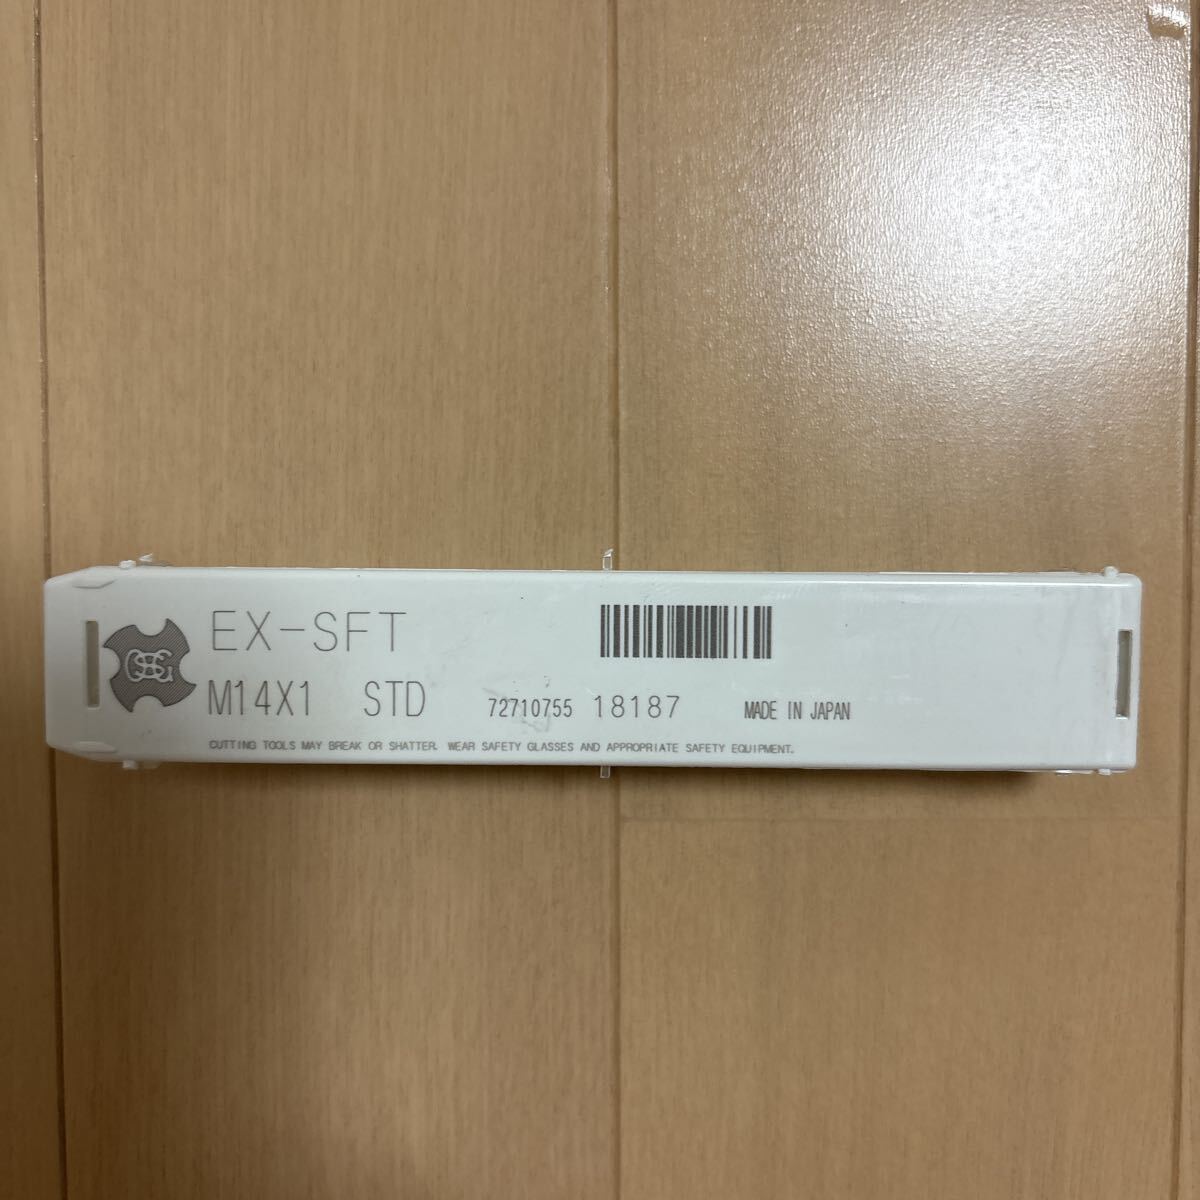 OSG
EX-SFT
M14X1 STD 72710755 18187 MADE IN JAPAN
CUTTING TOOLS MAY BREAK OR SHATTER. WEAR SAFETY GLASSES AND APPROPRIATE SAFETY EQUIPMENT.